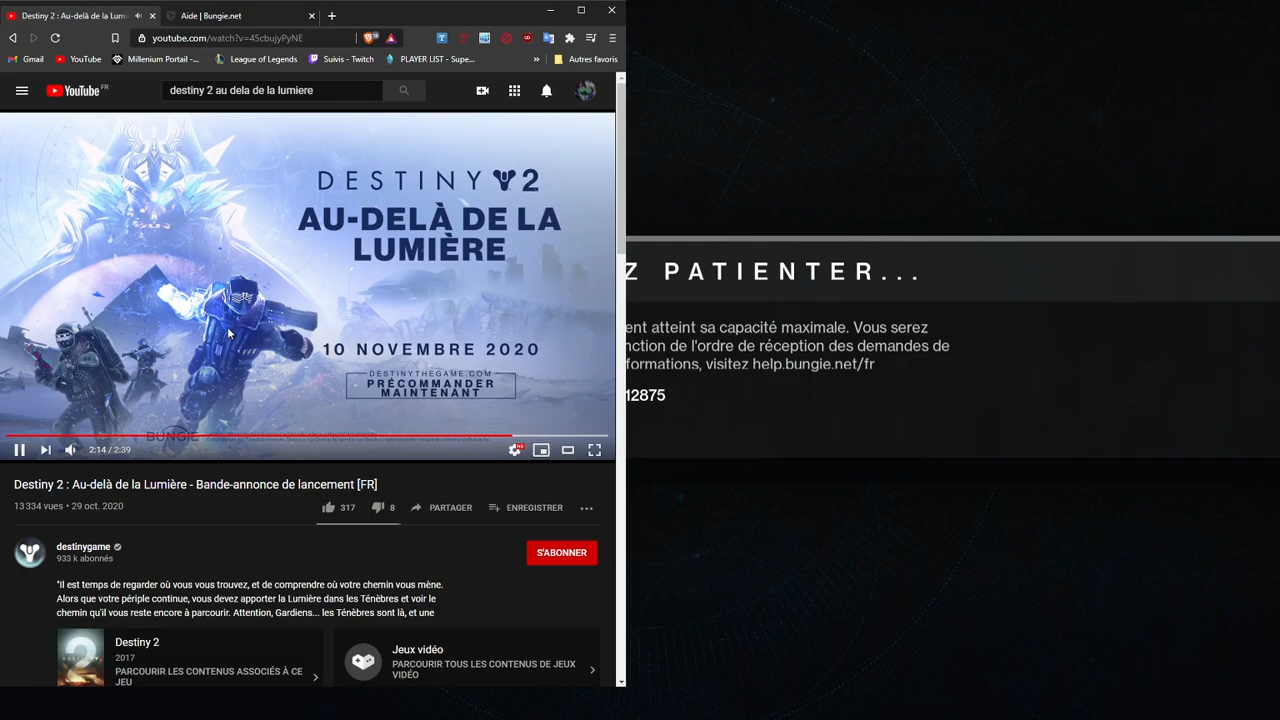 Destiny 2 : Au-delà de la Lumi
Aide | Bungie.net
youtube.com/watch?v=45cbujyPyNE
Gmail
YouTube
Millenium Portail -...
League of Legends
Suivis - Twitch
PLAYER LIST - Supe...
»
Autres favoris
YouTube FR
destiny 2 au dela de la lumiere
DESTINY 2
AU-DELÀ DE LA
LUMIÈRE
10 NOVEMBRE 2020
DESTINYTHEGAME.COM
PRÉCOMMANDER
MAINTENANT
BUNGIE
2:14 / 2:39
HD
Destiny 2 : Au-delà de la Lumière - Bande-annonce de lancement [FR]
13 334 vues • 29 oct. 2020
317
8
PARTAGER
ENREGISTRER
destinygame
933 k abonnés
S'ABONNER
"Il est temps de regarder où vous vous trouvez, et de comprendre où votre chemin vous mène.
Alors que votre périple continue, vous devez apporter la Lumière dans les Ténèbres et voir le
chemin qu'il vous reste encore à parcourir. Attention, Gardiens... les Ténèbres sont là, et une
Destiny 2
2017
PARCOURIR LES CONTENUS ASSOCIÉS À CE
JEU
Jeux vidéo
PARCOURIR TOUS LES CONTENUS DE JEUX
VIDÉO
Z PATIENTER...
ent atteint sa capacité maximale. Vous serez
nction de l'ordre de réception des demandes de
formations, visitez help.bungie.net/fr
12875